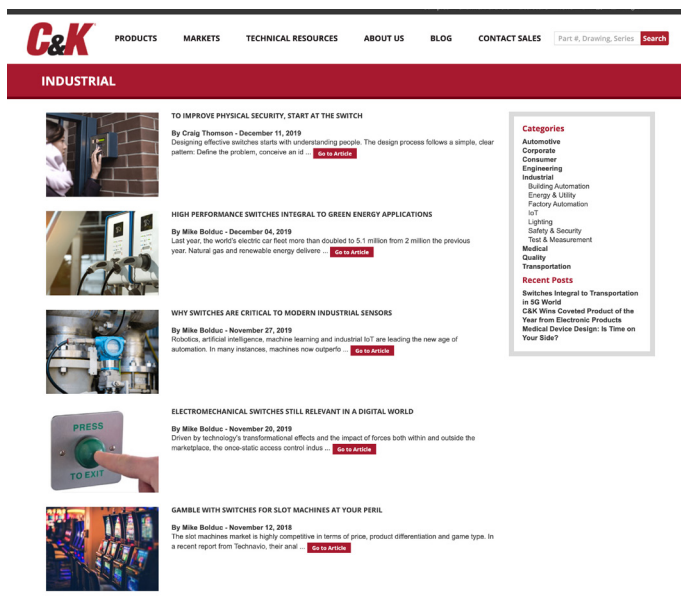 C&K
PRODUCTS
MARKETS
TECHNICAL RESOURCES
ABOUT US
BLOG
CONTACT SALES
Part #, Drawing, Series
Search
INDUSTRIAL
TO IMPROVE PHYSICAL SECURITY, START AT THE SWITCH
By Craig Thomson - December 11, 2019
Designing effective switches starts with understanding people. The design process follows a simple, clear
pattern: Define the problem, conceive an id ... Go to Article
HIGH PERFORMANCE SWITCHES INTEGRAL TO GREEN ENERGY APPLICATIONS
By Mike Bolduc - December 04, 2019
Last year, the world's electric car fleet more than doubled to 5.1 million from 2 million the previous
year. Natural gas and renewable energy delivere ... Go to Article
WHY SWITCHES ARE CRITICAL TO MODERN INDUSTRIAL SENSORS
By Mike Bolduc - November 27, 2019
Robotics, artificial intelligence, machine learning and industrial IoT are leading the new age of
automation. In many instances, machines now outperfo ... Go to Article
PRESS
TO EXIT
ELECTROMECHANICAL SWITCHES STILL RELEVANT IN A DIGITAL WORLD
By Mike Bolduc - November 20, 2019
Driven by technology's transformational effects and the impact of forces both within and outside the
marketplace, the once-static access control indus ... Go to Article
GAMBLE WITH SWITCHES FOR SLOT MACHINES AT YOUR PERIL
By Mike Bolduc - November 12, 2018
The slot machines market is highly competitive in terms of price, product differentiation and game type. In
a recent report from Technavio, their anal ... Go to Article
Categories
Automotive
Corporate
Consumer
Engineering
Industrial
Building Automation
Energy & Utility
Factory Automation
IoT
Lighting
Safety & Security
Test & Measurement
Medical
Quality
Transportation
Recent Posts
Switches Integral to Transportation
in 5G World
C&K Wins Coveted Product of the
Year from Electronic Products
Medical Device Design: Is Time on
Your Side?